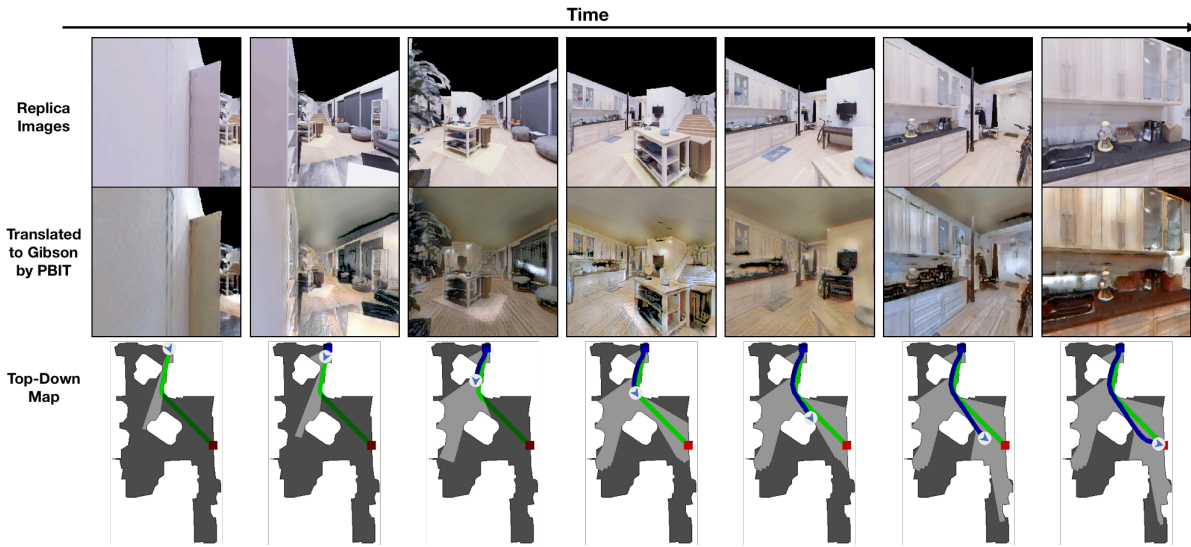 Time
Replica
Images
Translated
to Gibson
by PBIT
Top-Down
Map